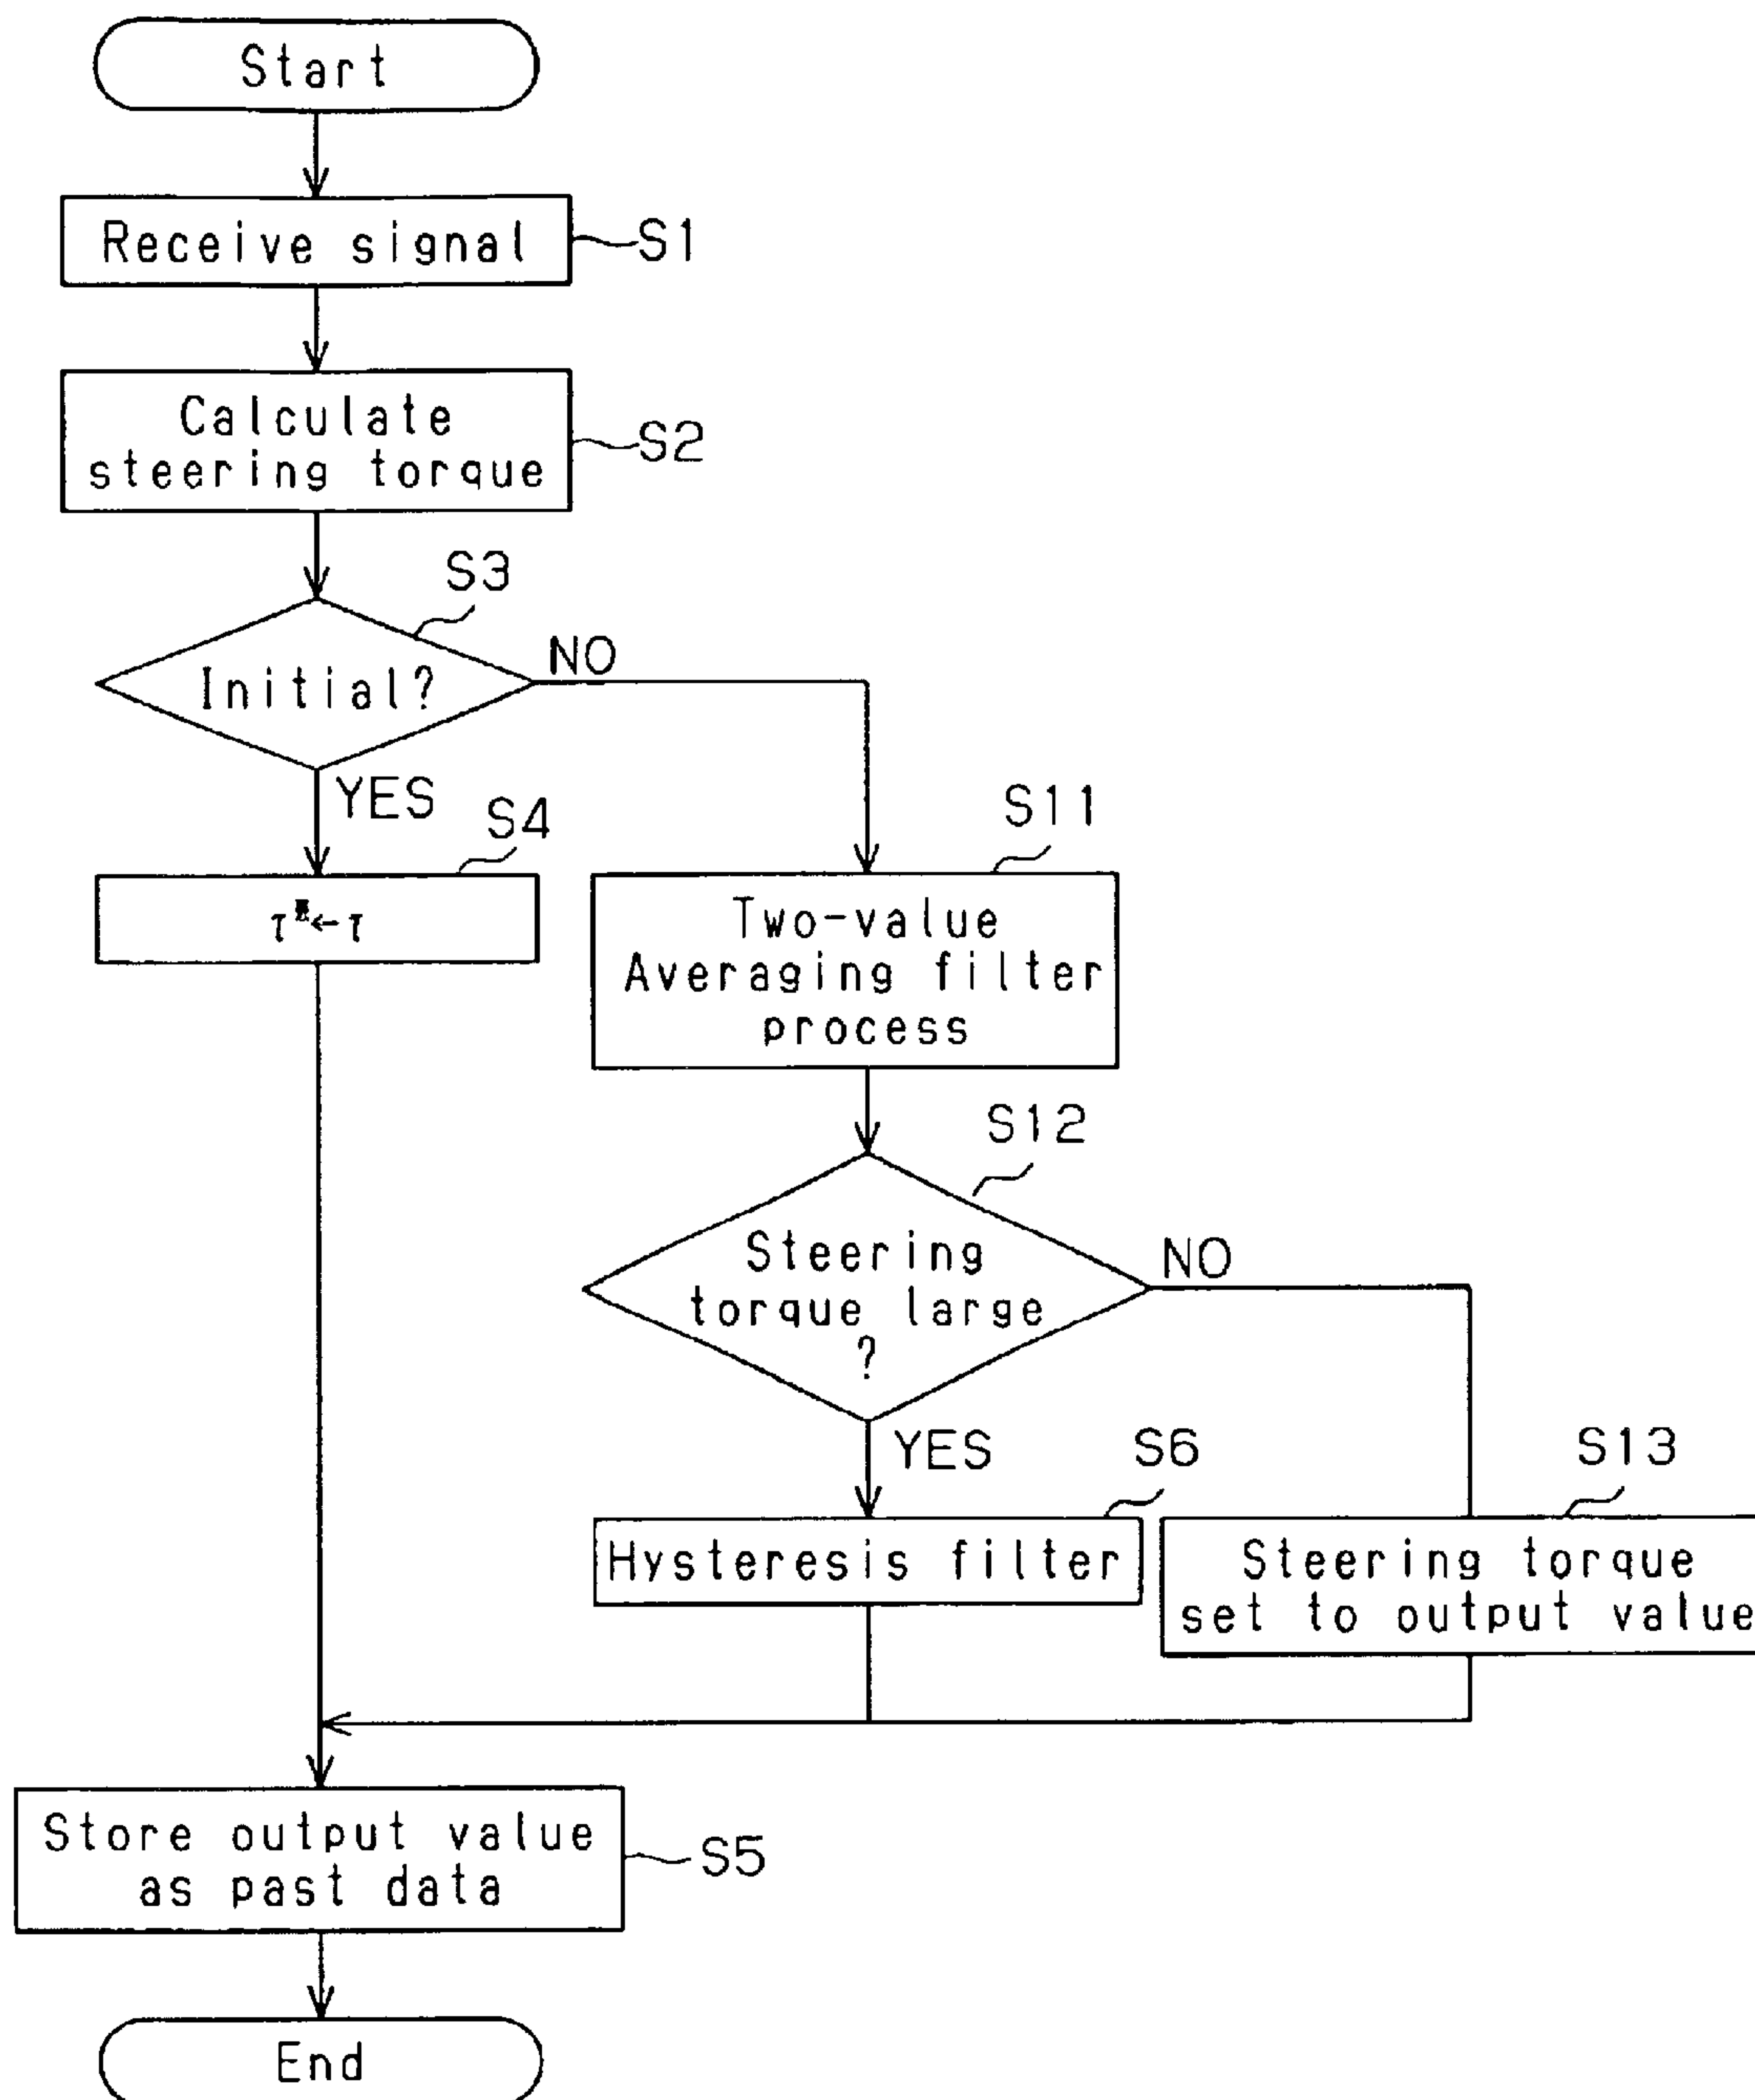 Start
Receive signal
S1
Calculate
steering torque
S2
S3
Initial?
NO
YES
S4
τ*←τ
S11
Two-value
Averaging filter
process
S12
Steering
torque large
?
NO
YES
S6
Hysteresis filter
S13
Steering torque
set to output value
Store output value
as past data
S5
End